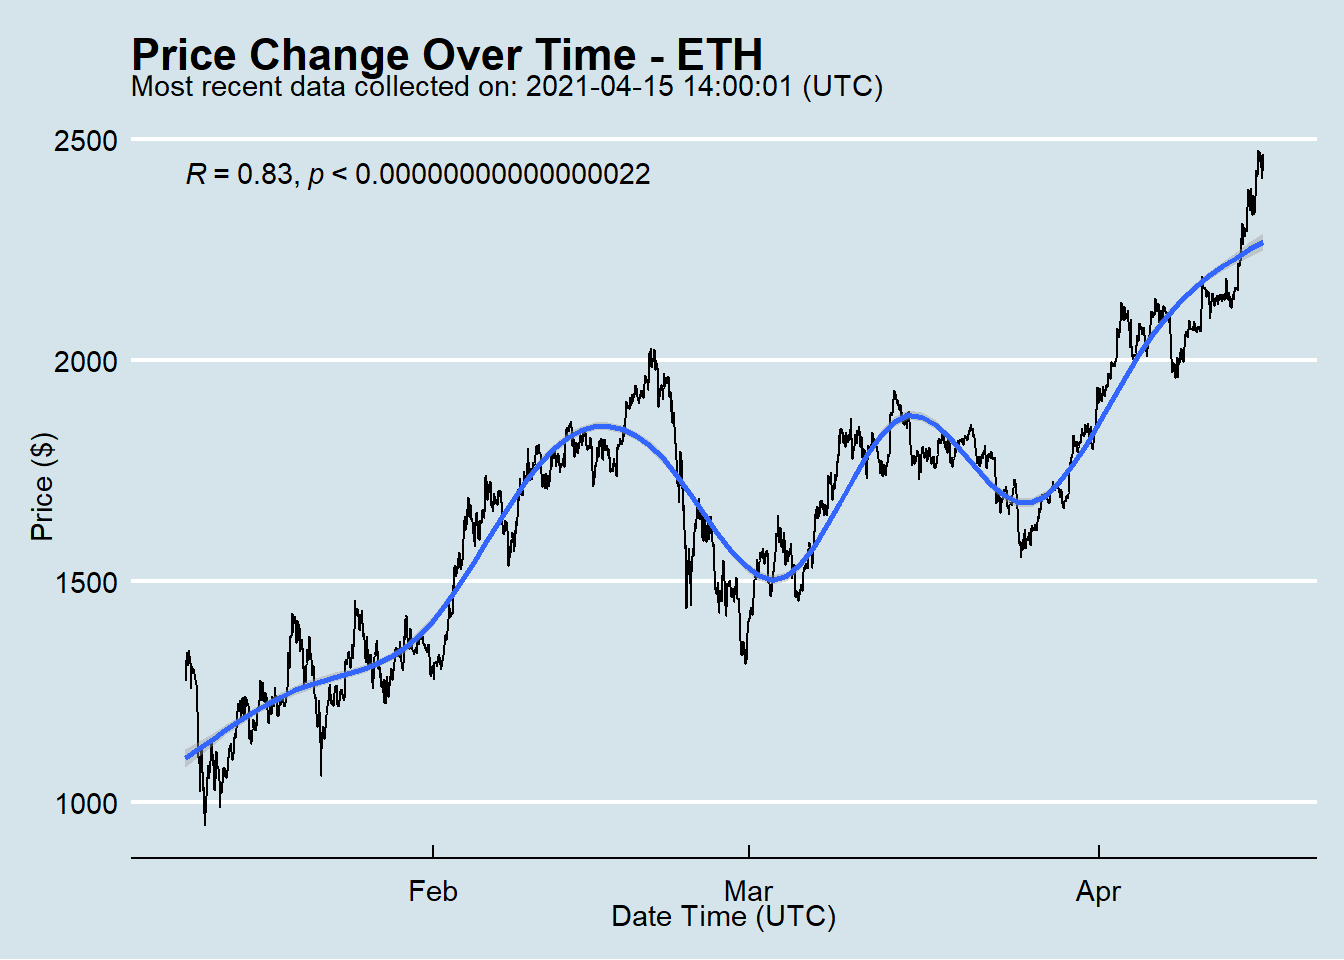 Price Change Over Time - ETH
Most recent data collected on: 2021-04-15 14:00:01 (UTC)
2500
R = 0.83, p < 0.00000000000000022
2000
Price ($)
1500
1000
Feb Mar Apr
Date Time (UTC)